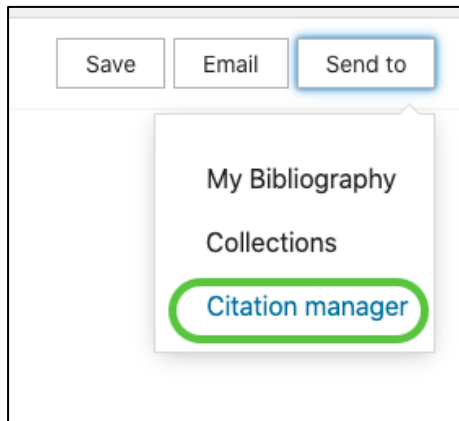 Save Email Send to
My Bibliography
Collections
Citation manager